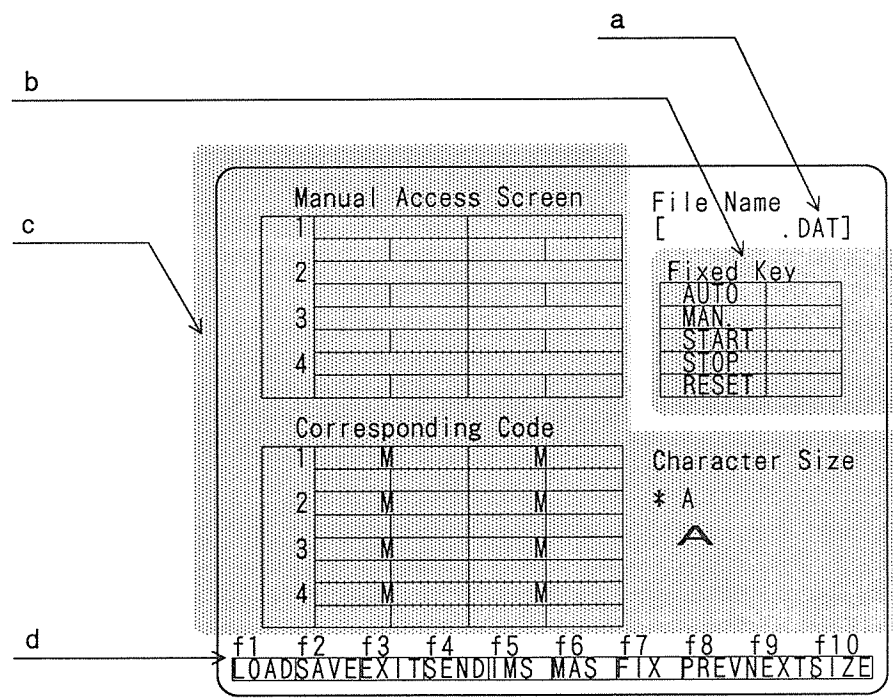 a
b
c
d
Manual Access Screen
1
2
3
4
File Name
[ .DAT]
Fixed Key
AUTO
MAN.
START
STOP
RESET
Corresponding Code
1 M M
2 M M
3 M M
4 M M
Character Size
* A
A
f1 f2 f3 f4 f5 f6 f7 f8 f9 f10
LOAD SAVE EXIT SEND IMS MAS FIX PREV NEXT SIZE